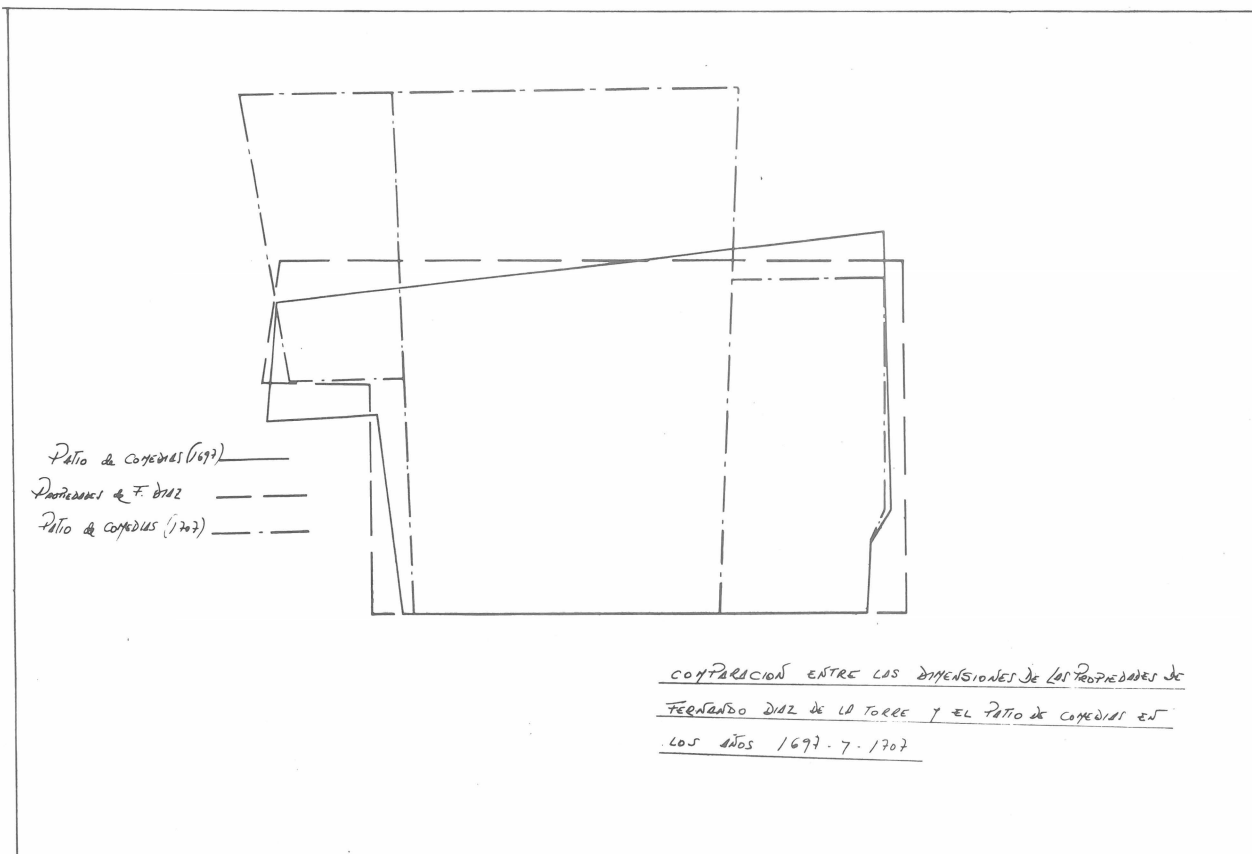 Patio de COMEDIAS (1697)
PROPIEDADES de F. DIAZ
Patio de COMEDIAS (1707)
COMPARACION ENTRE LAS DIMENSIONES DE LAS PROPIEDADES DE
FERNANDO DIAZ DE LA TORRE Y EL PATIO DE COMEDIAS EN
LOS AÑOS 1697 - Y - 1707